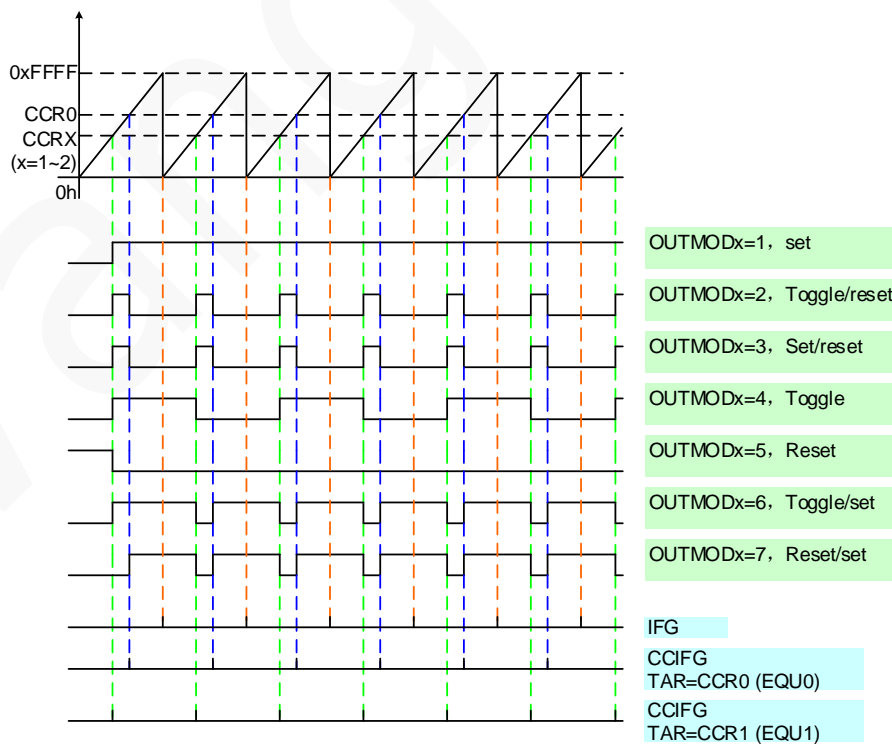 0xFFFF
CCR0
CCRX
(x=1~2)
0h
OUTMODx=1，set
OUTMODx=2，Toggle/reset
OUTMODx=3，Set/reset
OUTMODx=4，Toggle
OUTMODx=5，Reset
OUTMODx=6，Toggle/set
OUTMODx=7，Reset/set
IFG
CCIFG
TAR=CCR0 (EQU0)
CCIFG
TAR=CCR1 (EQU1)